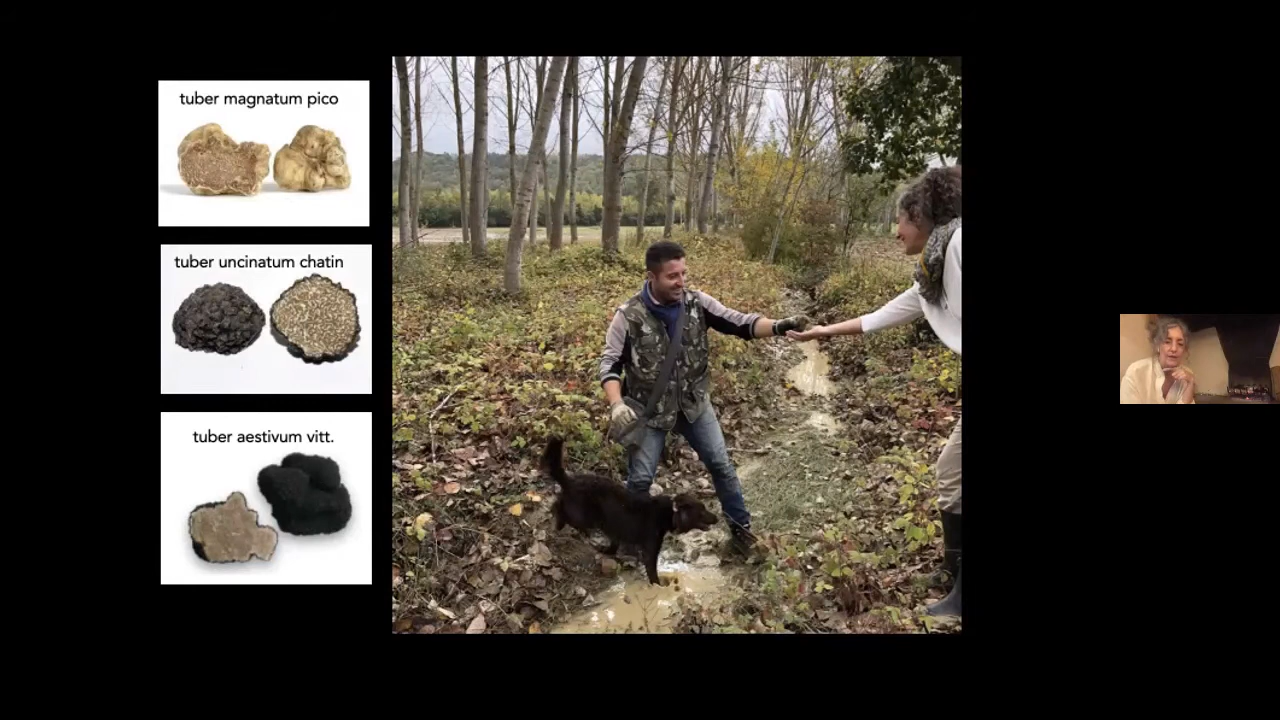 tuber magnatum pico
tuber uncinatum chatin
tuber aestivum vitt.